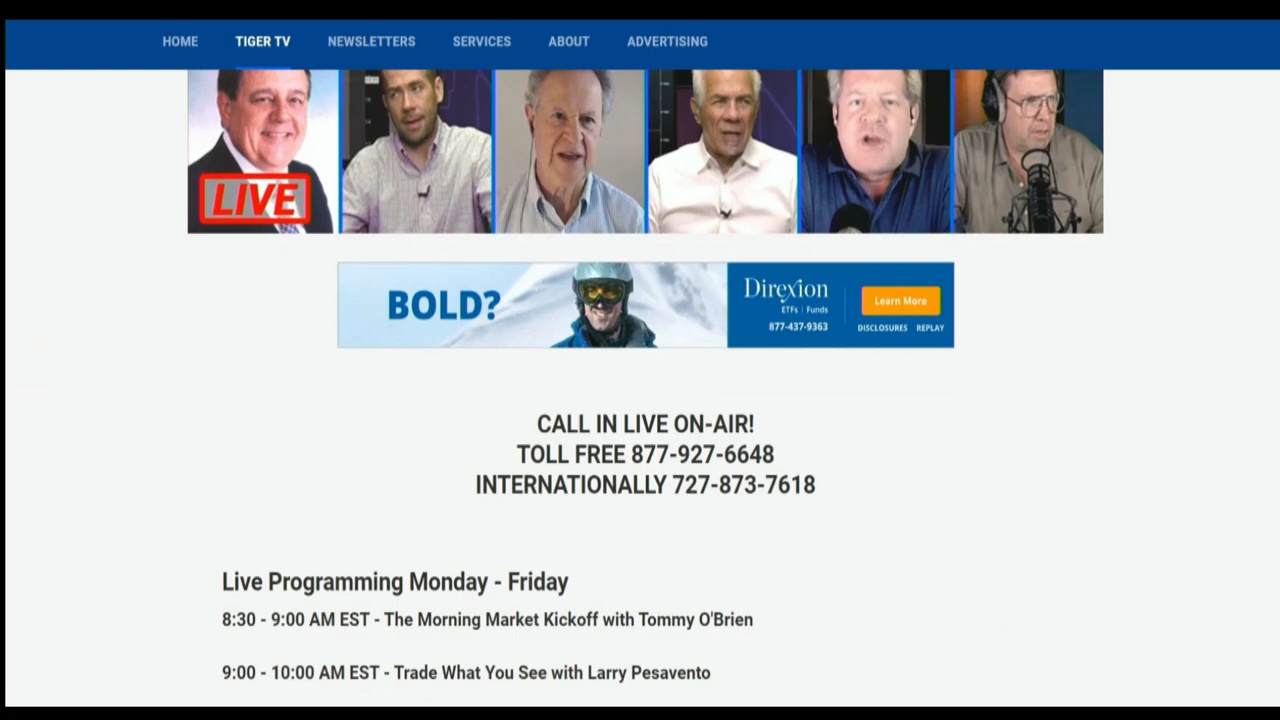 HOME TIGER TV NEWSLETTERS SERVICES ABOUT ADVERTISING
LIVE
BOLD?
Direxion
ETFs | Funds
877-437-9363
Learn More
DISCLOSURES REPLAY
CALL IN LIVE ON-AIR!
TOLL FREE 877-927-6648
INTERNATIONALLY 727-873-7618
Live Programming Monday - Friday
8:30 - 9:00 AM EST - The Morning Market Kickoff with Tommy O'Brien
9:00 - 10:00 AM EST - Trade What You See with Larry Pesavento